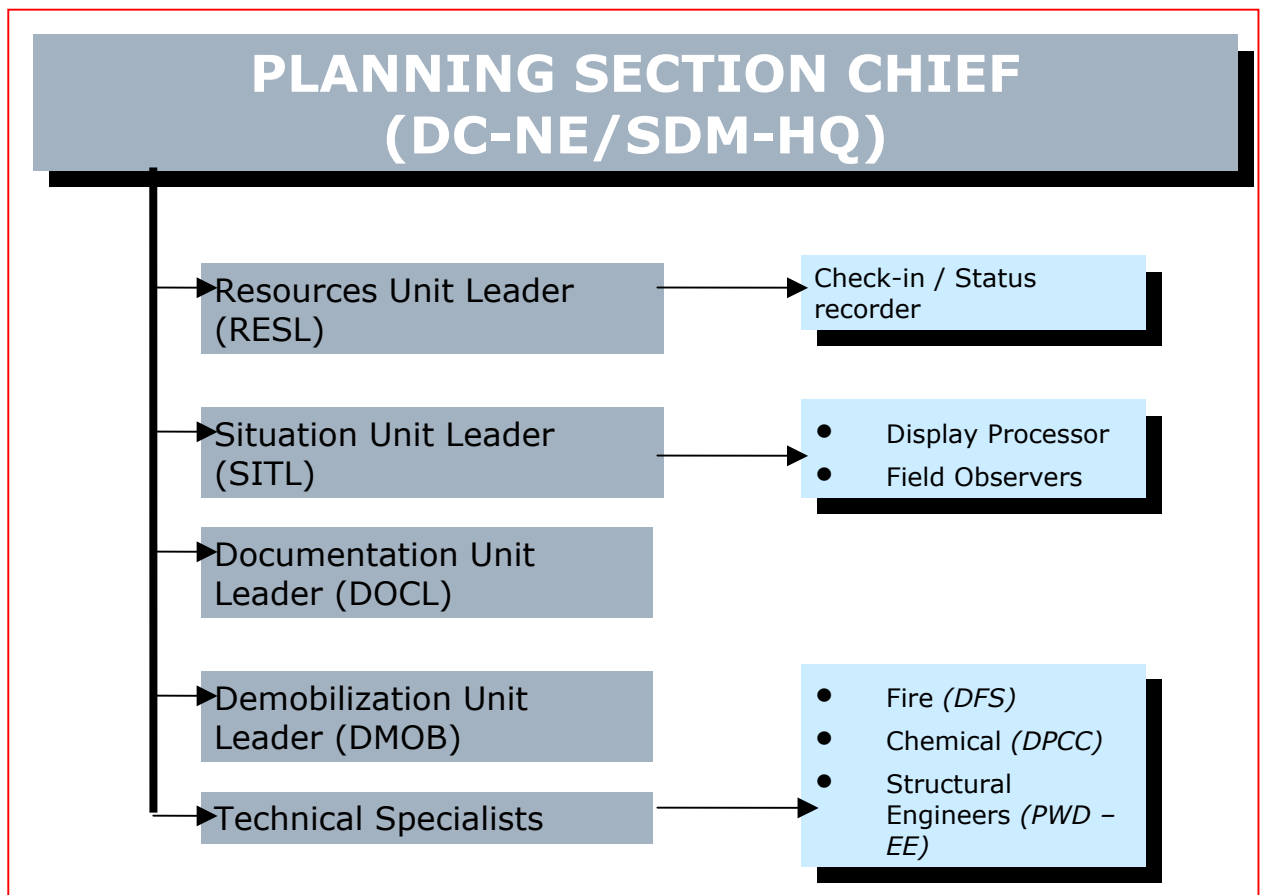 PLANNING SECTION CHIEF
(DC-NE/SDM-HQ)
Resources Unit Leader
(RESL)
Check-in / Status
recorder
Situation Unit Leader
(SITL)
● Display Processor
● Field Observers
Documentation Unit
Leader (DOCL)
Demobilization Unit
Leader (DMOB)
Technical Specialists
● Fire (DFS)
● Chemical (DPCC)
● Structural
Engineers (PWD –
EE)